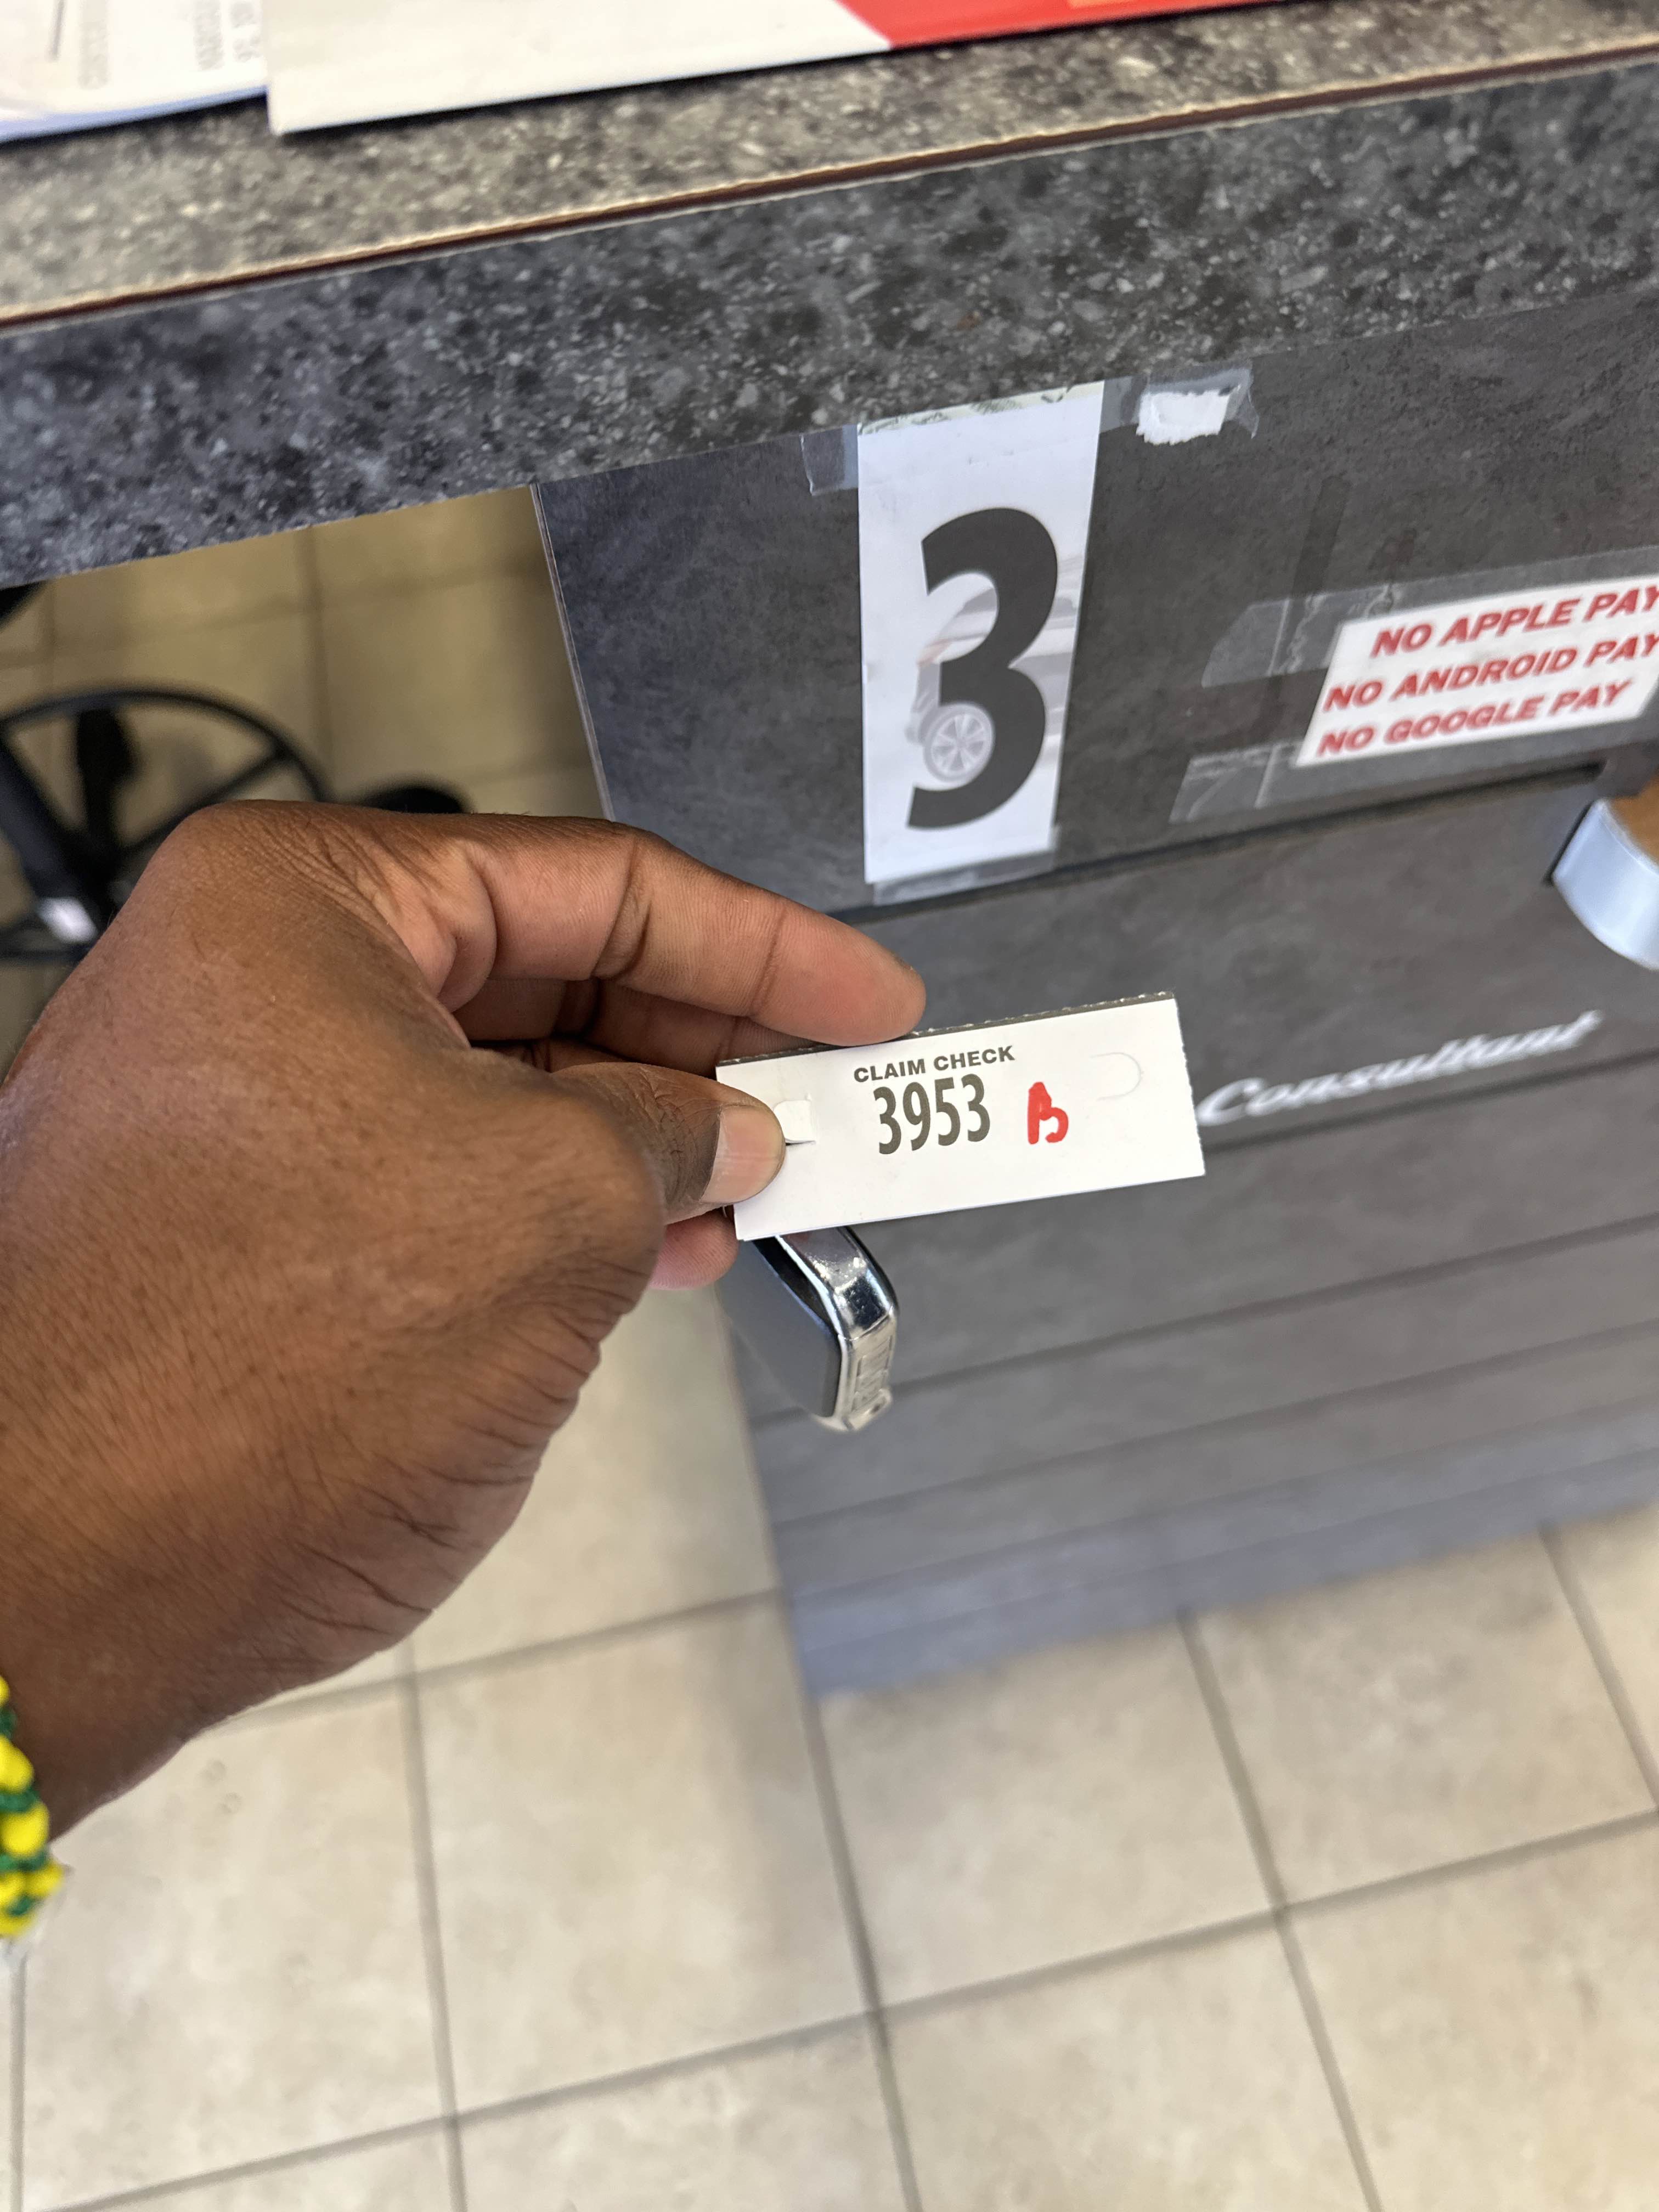 3
NO APPLE PAY
NO ANDROID PAY
NO GOOGLE PAY
CLAIM CHECK
3953 B
Consultant